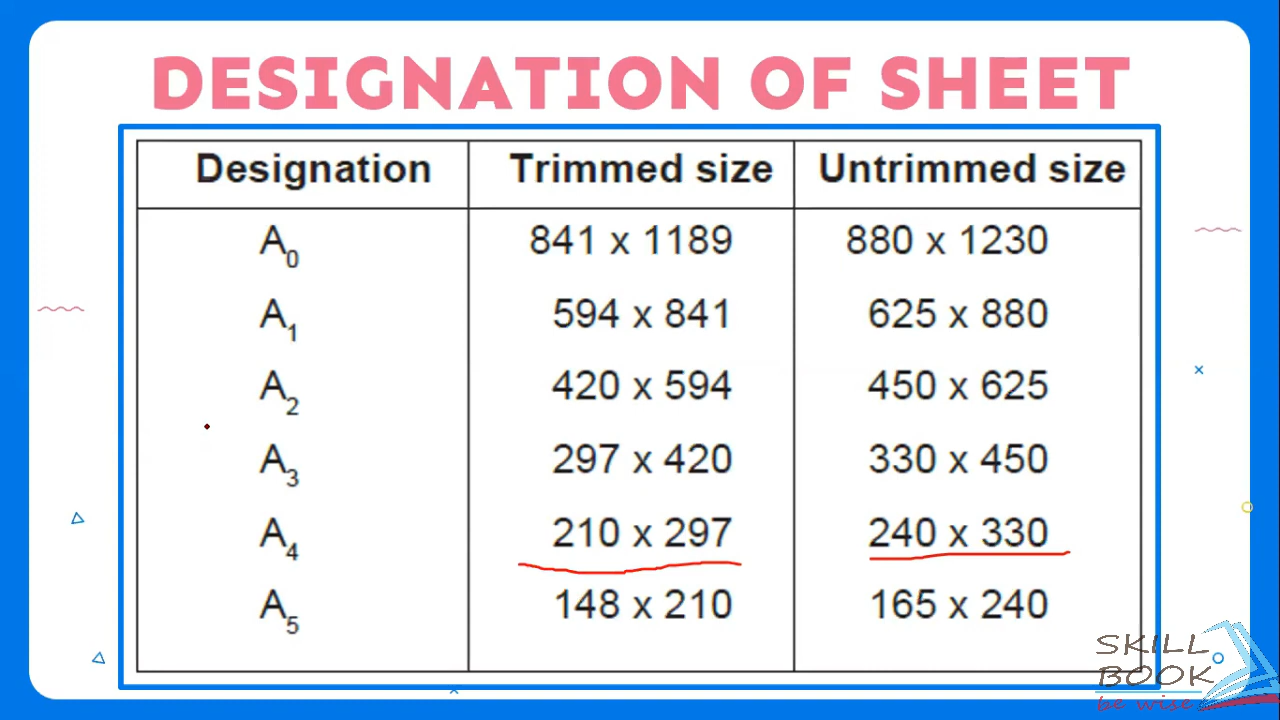 DESIGNATION OF SHEET
Designation Trimmed size Untrimmed size
A₀ 841 x 1189 880 x 1230
A₁ 594 x 841 625 x 880
A₂ 420 x 594 450 x 625
A₃ 297 x 420 330 x 450
A₄ 210 x 297 240 x 330
A₅ 148 x 210 165 x 240
SKILL
BOOK
be wise